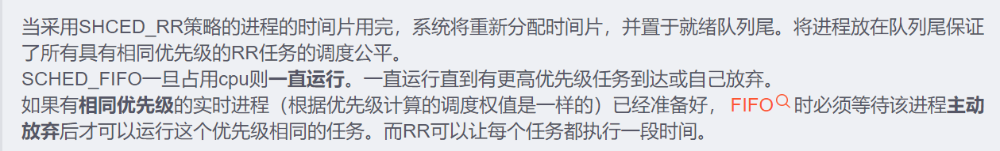 当采用SHCED_RR策略的进程的时间片用完，系统将重新分配时间片，并置于就绪队列尾。将进程放在队列尾保证
了所有具有相同优先级的RR任务的调度公平。
SCHED_FIFO一旦占用cpu则一直运行。一直运行直到有更高优先级任务到达或自己放弃。
如果有相同优先级的实时进程（根据优先级计算的调度权值是一样的）已经准备好，FIFO时必须等待该进程主动
放弃后才可以运行这个优先级相同的任务。而RR可以让每个任务都执行一段时间。